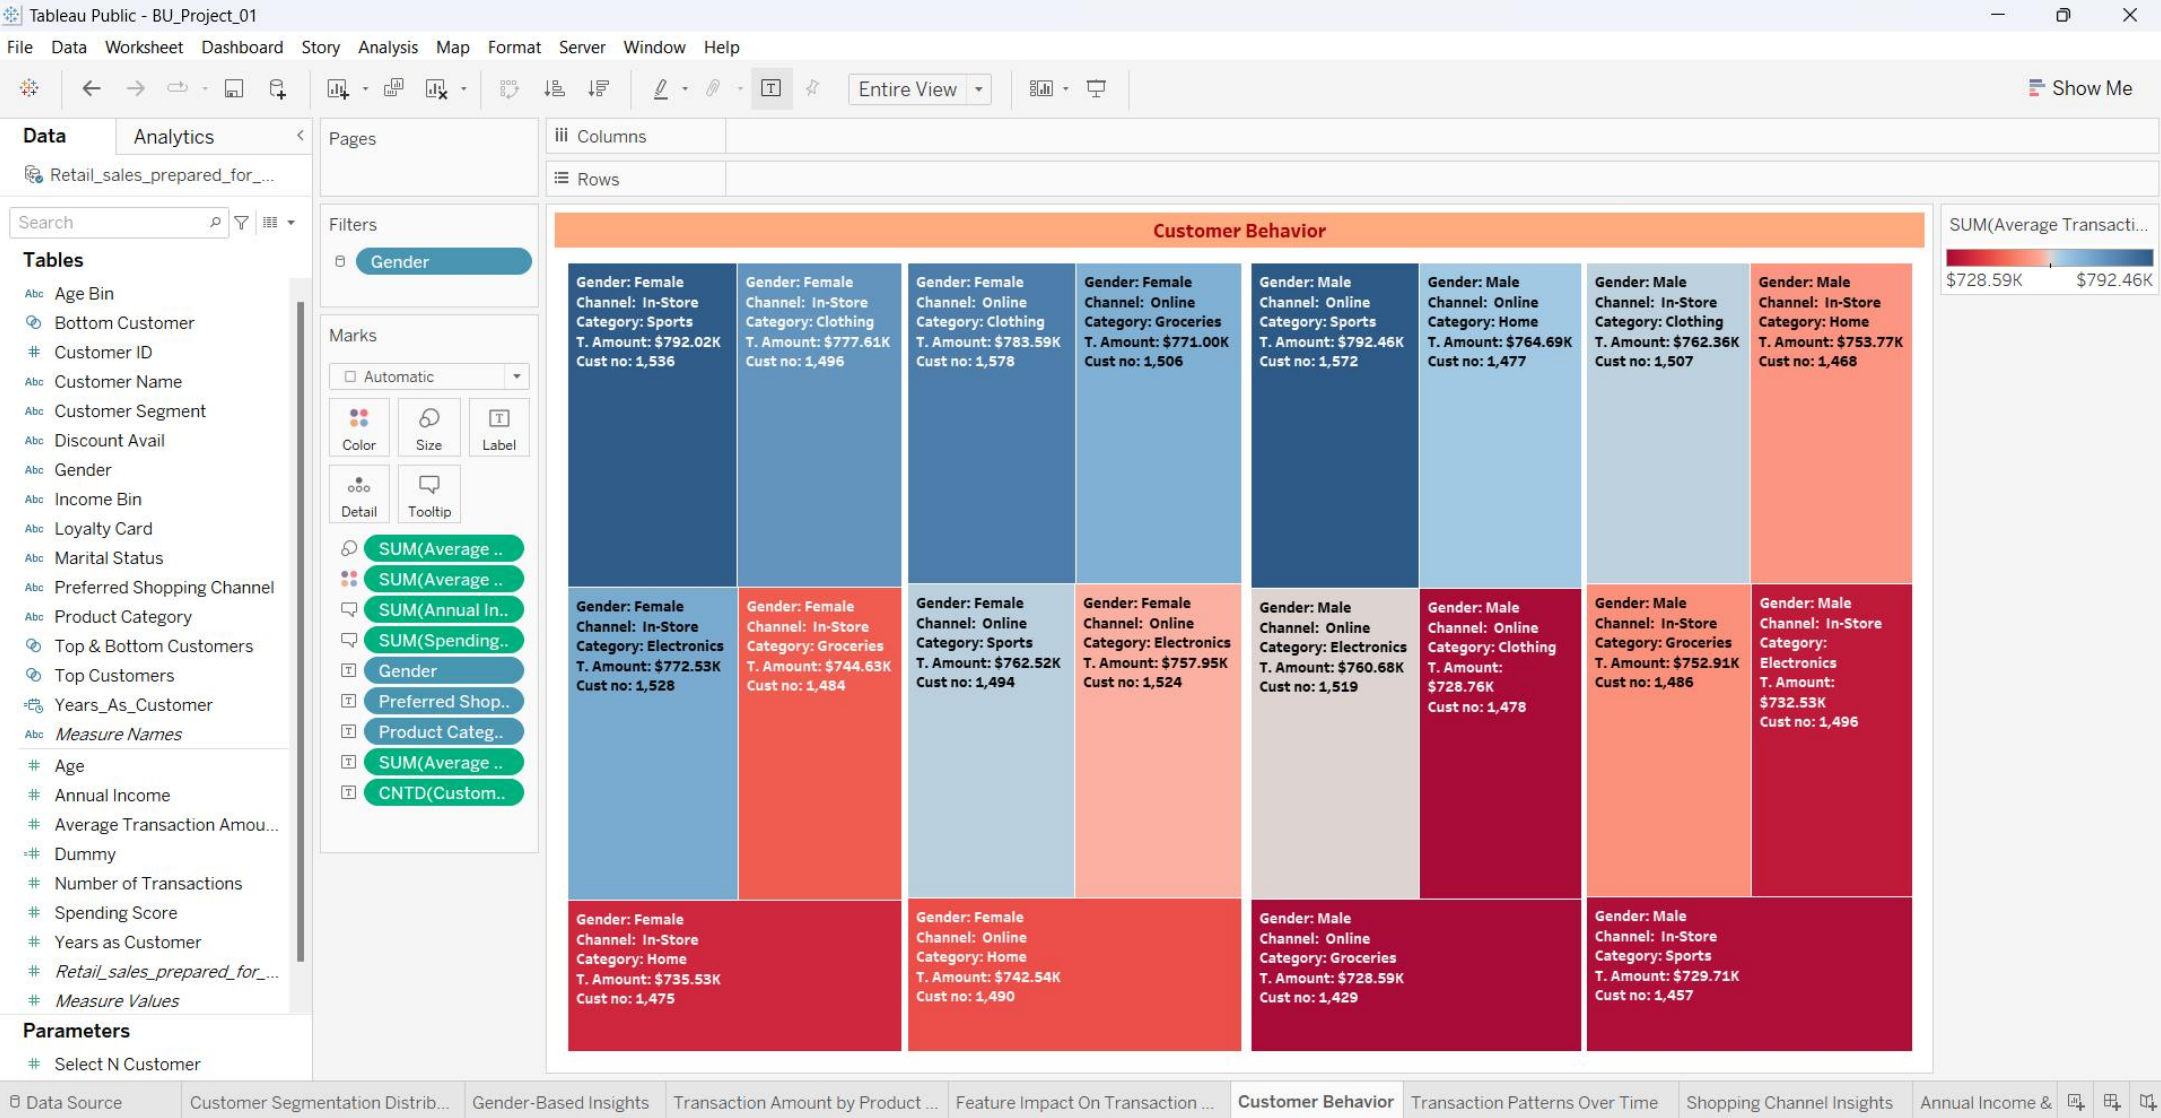 Tableau Public - BU_Project_01
File Data Worksheet Dashboard Story Analysis Map Format Server Window Help
Entire View
Show Me
Data
Analytics
Retail_sales_prepared_for_...
Search
Tables
Abc Age Bin
Bottom Customer
# Customer ID
Abc Customer Name
Abc Customer Segment
Abc Discount Avail
Abc Gender
Abc Income Bin
Abc Loyalty Card
Abc Marital Status
Abc Preferred Shopping Channel
Abc Product Category
Top & Bottom Customers
Top Customers
Years_As_Customer
Abc Measure Names
# Age
# Annual Income
# Average Transaction Amou...
=# Dummy
# Number of Transactions
# Spending Score
# Years as Customer
# Retail_sales_prepared_for_...
# Measure Values
Parameters
# Select N Customer
Pages
Filters
Gender
Marks
Automatic
Color
Size
Label
Detail
Tooltip
SUM(Average ..
SUM(Average ..
SUM(Annual In..
SUM(Spending..
Gender
Preferred Shop..
Product Categ..
SUM(Average ..
CNTD(Custom..
Columns
Rows
Customer Behavior
Gender: Female
Channel: In-Store
Category: Sports
T. Amount: $792.02K
Cust no: 1,536
Gender: Female
Channel: In-Store
Category: Clothing
T. Amount: $777.61K
Cust no: 1,496
Gender: Female
Channel: Online
Category: Clothing
T. Amount: $783.59K
Cust no: 1,578
Gender: Female
Channel: Online
Category: Groceries
T. Amount: $771.00K
Cust no: 1,506
Gender: Male
Channel: Online
Category: Sports
T. Amount: $792.46K
Cust no: 1,572
Gender: Male
Channel: Online
Category: Home
T. Amount: $764.69K
Cust no: 1,477
Gender: Male
Channel: In-Store
Category: Clothing
T. Amount: $762.36K
Cust no: 1,507
Gender: Male
Channel: In-Store
Category: Home
T. Amount: $753.77K
Cust no: 1,468
Gender: Female
Channel: In-Store
Category: Electronics
T. Amount: $772.53K
Cust no: 1,528
Gender: Female
Channel: In-Store
Category: Groceries
T. Amount: $744.63K
Cust no: 1,484
Gender: Female
Channel: Online
Category: Sports
T. Amount: $762.52K
Cust no: 1,494
Gender: Female
Channel: Online
Category: Electronics
T. Amount: $757.95K
Cust no: 1,524
Gender: Male
Channel: Online
Category: Electronics
T. Amount: $760.68K
Cust no: 1,519
Gender: Male
Channel: Online
Category: Clothing
T. Amount:
$728.76K
Cust no: 1,478
Gender: Male
Channel: In-Store
Category: Groceries
T. Amount: $752.91K
Cust no: 1,486
Gender: Male
Channel: In-Store
Category:
Electronics
T. Amount:
$732.53K
Cust no: 1,496
Gender: Female
Channel: In-Store
Category: Home
T. Amount: $735.53K
Cust no: 1,475
Gender: Female
Channel: Online
Category: Home
T. Amount: $742.54K
Cust no: 1,490
Gender: Male
Channel: Online
Category: Groceries
T. Amount: $728.59K
Cust no: 1,429
Gender: Male
Channel: In-Store
Category: Sports
T. Amount: $729.71K
Cust no: 1,457
SUM(Average Transacti...
$728.59K $792.46K
Data Source
Customer Segmentation Distrib...
Gender-Based Insights
Transaction Amount by Product ...
Feature Impact On Transaction ...
Customer Behavior
Transaction Patterns Over Time
Shopping Channel Insights
Annual Income &